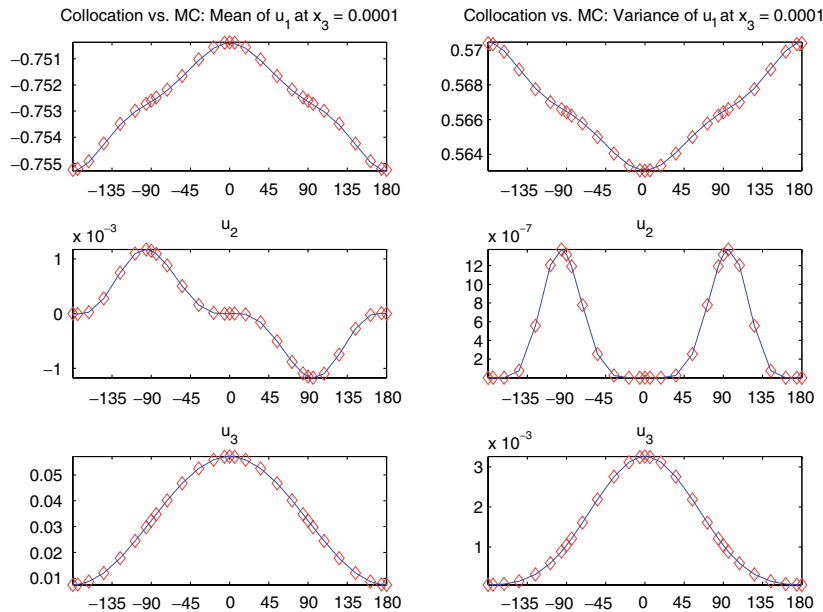 Collocation vs. MC: Mean of u1 at x3 = 0.0001
−0.751
−0.752
−0.753
−0.754
−0.755
−135 −90 −45 0 45 90 135 180
Collocation vs. MC: Variance of u1 at x3 = 0.0001
0.57
0.568
0.566
0.564
−135 −90 −45 0 45 90 135 180
u2
x 10−3
1
0
−1
−135 −90 −45 0 45 90 135 180
u2
x 10−7
12
10
8
6
4
2
−135 −90 −45 0 45 90 135 180
u3
0.05
0.04
0.03
0.02
0.01
−135 −90 −45 0 45 90 135 180
u3
x 10−3
3
2
1
−135 −90 −45 0 45 90 135 180